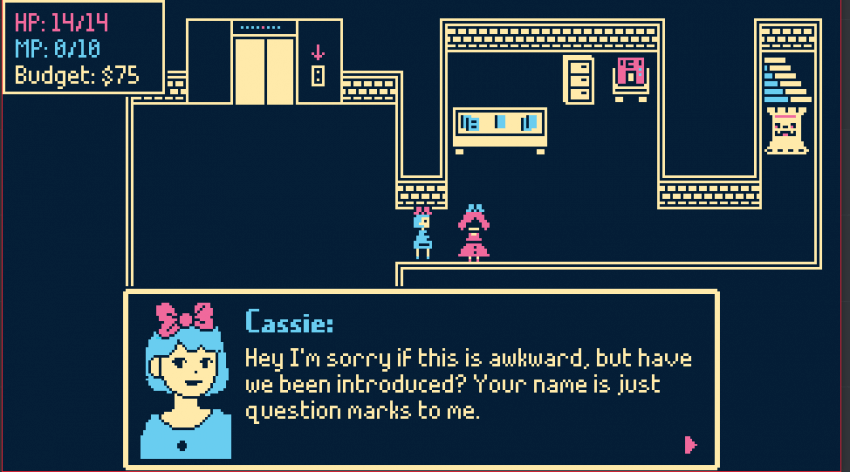 HP: 14/14
MP: 0/10
Budget: $75
Cassie:
Hey I'm sorry if this is awkward, but have
we been introduced? Your name is just
question marks to me.